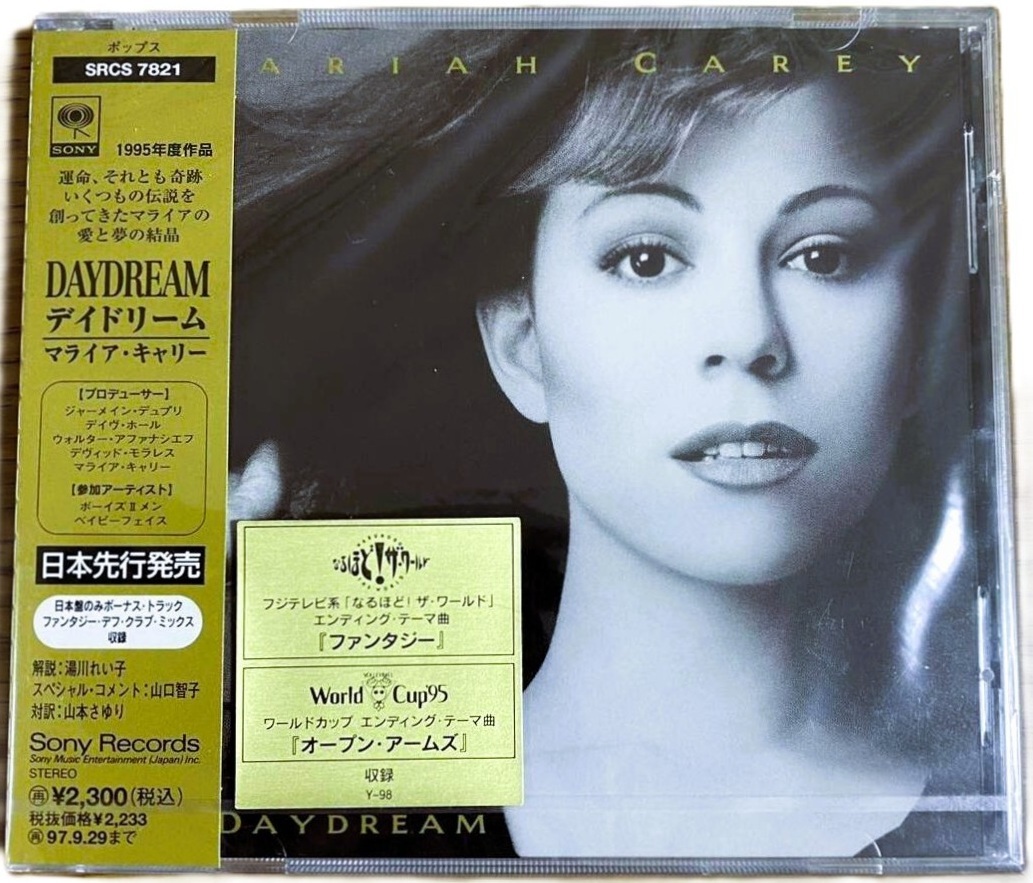 ポップス
SRCS 7821
SONY
1995年度作品
運命、それとも奇跡
いくつもの伝説を
創ってきたマライアの
愛と夢の結晶
DAYDREAM
デイドリーム
マライア・キャリー
【プロデューサー】
ジャーメイン・デュプリ
デイヴ・ホール
ウォルター・アファナシエフ
デヴィッド・モラレス
マライア・キャリー
【参加アーティスト】
ボーイズⅡメン
ベイビーフェイス
日本先行発売
日本盤のみボーナス・トラック
ファンタジー・デフ・クラブ・ミックス
収録
解説:湯川れい子
スペシャル・コメント:山口智子
対訳:山本さゆり
Sony Records
Sony Music Entertainment (Japan) Inc.
STEREO
再¥2,300(税込)
税抜価格¥2,233
再97.9.29まで
ARIAH CAREY
なるほど!ザ・ワールド
フジテレビ系「なるほど!ザ・ワールド」
エンディング・テーマ曲
『ファンタジー』
World Cup'95
ワールドカップ エンディング・テーマ曲
『オープン・アームズ』
収録
Y-98
DAYDREAM